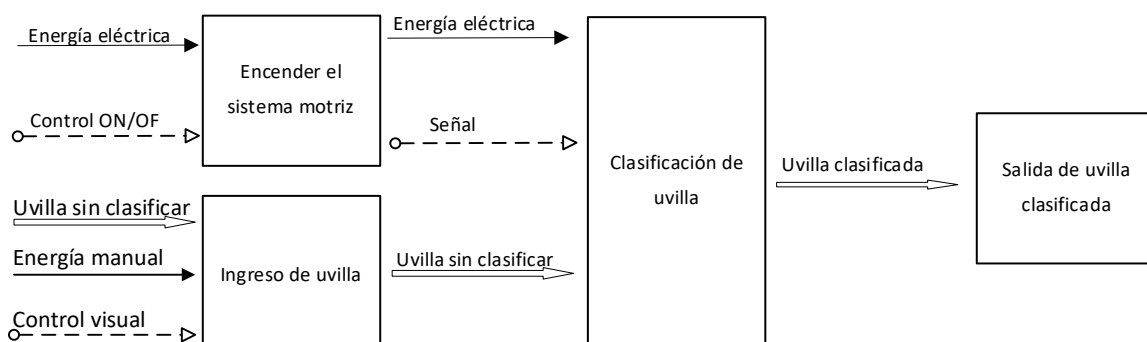 Energía eléctrica
Control ON/OF
Encender el
sistema motriz
Energía eléctrica
Señal
Uvilla sin clasificar
Energía manual
Control visual
Ingreso de uvilla
Uvilla sin clasificar
Clasificación de
uvilla
Uvilla clasificada
Salida de uvilla
clasificada